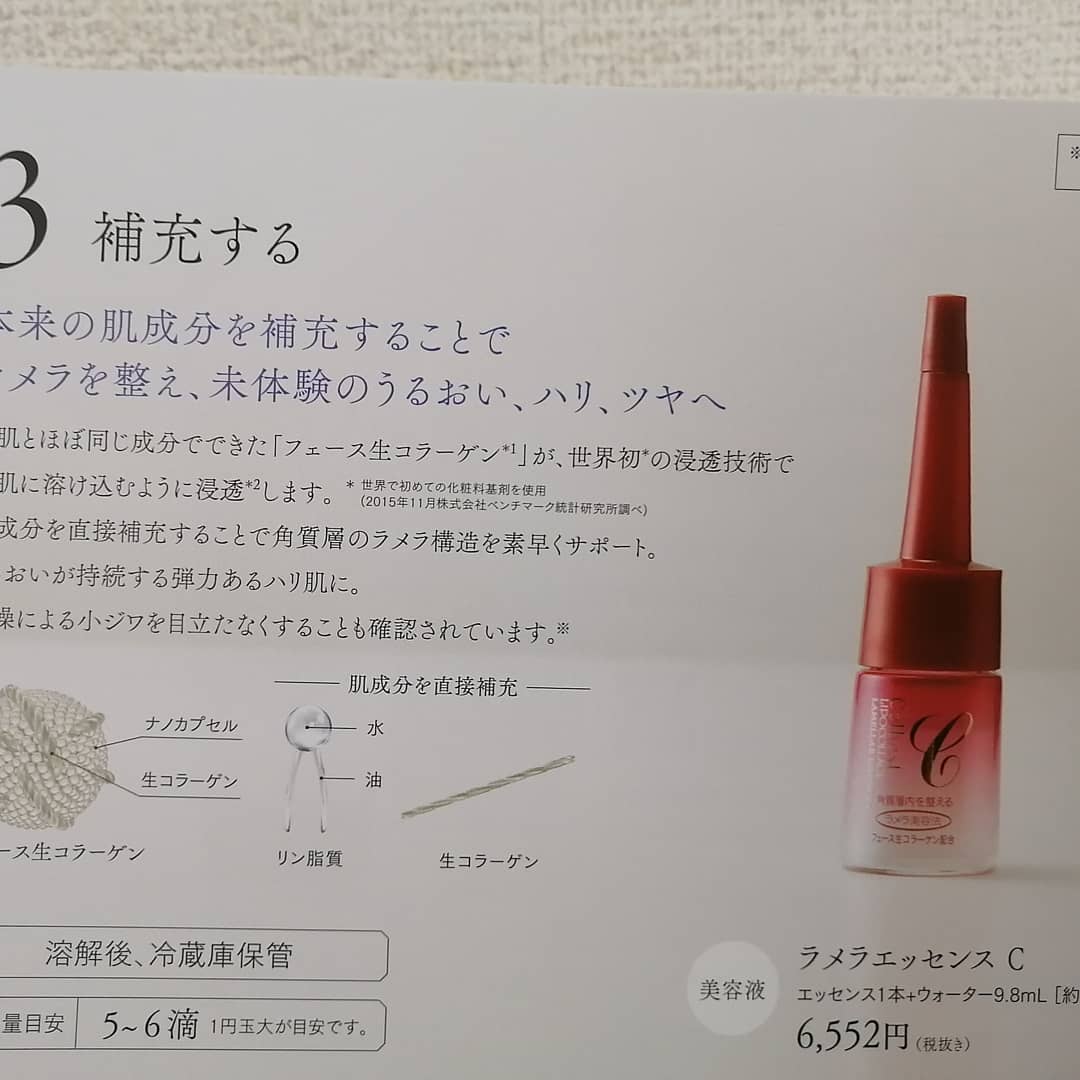 3 補充する
※
本来の肌成分を補充することで
メラを整え、未体験のうるおい、ハリ、ツヤへ
肌とほぼ同じ成分でできた「フェース生コラーゲン*1」が、世界初*の浸透技術で
肌に溶け込むように浸透*2します。 * 世界で初めての化粧料基剤を使用
(2015年11月株式会社ベンチマーク統計研究所調べ)
成分を直接補充することで角質層のラメラ構造を素早くサポート。
おいが持続する弾力あるハリ肌に。
燥による小ジワを目立たなくすることも確認されています。※
肌成分を直接補充
ナノカプセル
水
生コラーゲン
油
ース生コラーゲン
リン脂質
生コラーゲン
C
角質層内を整える
ラメラ美容法
フェース生コラーゲン配合
溶解後、冷蔵庫保管
量目安 5~6滴 1円玉大が目安です。
美容液
ラメラエッセンス C
エッセンス1本+ウォーター9.8mL [約
6,552円(税抜き)